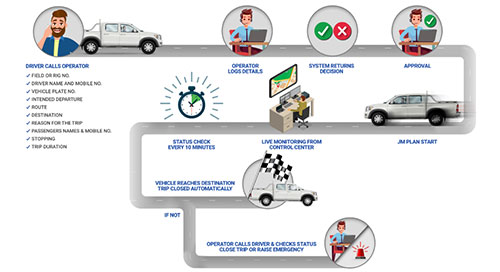 DRIVER CALLS OPERATOR
✓ FIELD OR RIG NO.
✓ DRIVER NAME AND MOBILE NO.
✓ VEHICLE PLATE NO.
✓ INTENDED DEPARTURE
✓ ROUTE
✓ DESTINATION
✓ REASON FOR THE TRIP
✓ PASSENGERS NAMES & MOBILE NO.
✓ STOPPING
✓ TRIP DURATION
OPERATOR
LOGS DETAILS
SYSTEM RETURNS
DECISION
APPROVAL
STATUS CHECK
EVERY 10 MINUTES
LIVE MONITORING FROM
CONTROL CENTER
JM PLAN START
VEHICLE REACHES DESTINATION
TRIP CLOSED AUTOMATICALLY
IF NOT
OPERATOR CALLS DRIVER & CHECKS STATUS
CLOSE TRIP OR RAISE EMERGENCY